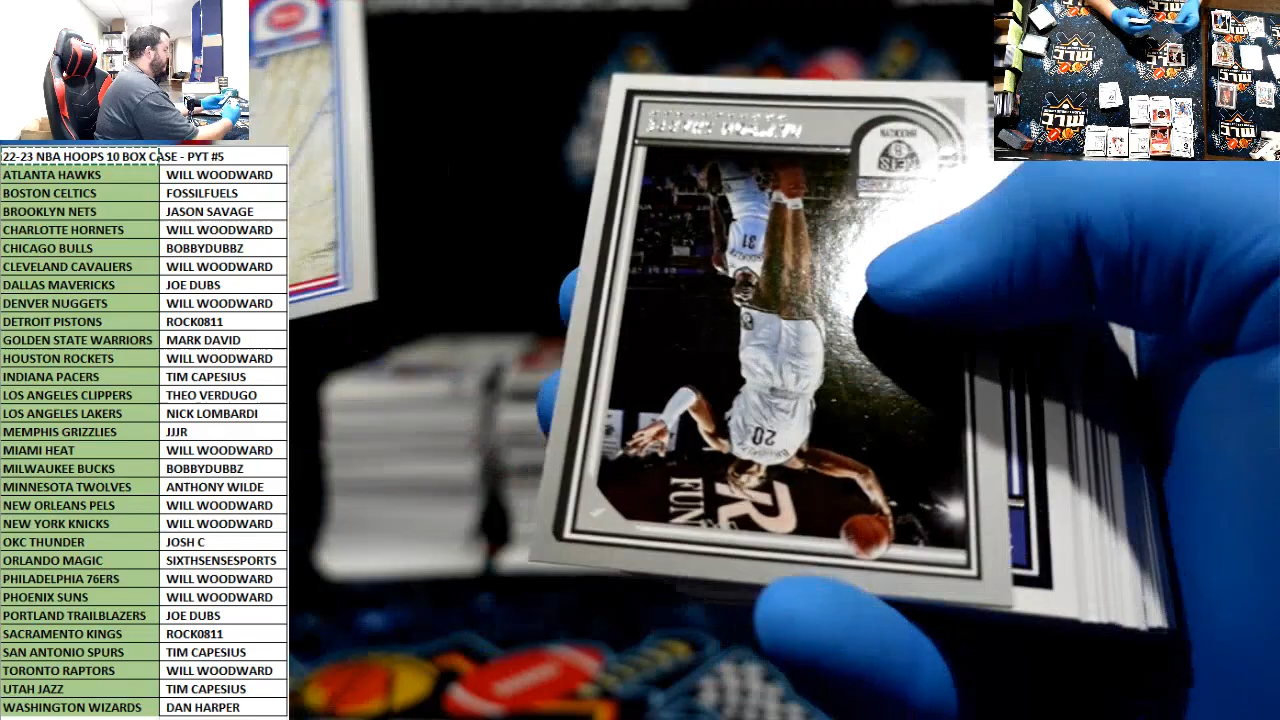 22-23 NBA HOOPS 10 BOX CASE - PYT #5
ATLANTA HAWKS WILL WOODWARD
BOSTON CELTICS FOSSILFUELS
BROOKLYN NETS JASON SAVAGE
CHARLOTTE HORNETS WILL WOODWARD
CHICAGO BULLS BOBBYDUBBZ
CLEVELAND CAVALIERS WILL WOODWARD
DALLAS MAVERICKS JOE DUBS
DENVER NUGGETS WILL WOODWARD
DETROIT PISTONS ROCK0811
GOLDEN STATE WARRIORS MARK DAVID
HOUSTON ROCKETS WILL WOODWARD
INDIANA PACERS TIM CAPESIUS
LOS ANGELES CLIPPERS THEO VERDUGO
LOS ANGELES LAKERS NICK LOMBARDI
MEMPHIS GRIZZLIES JJJR
MIAMI HEAT WILL WOODWARD
MILWAUKEE BUCKS BOBBYDUBBZ
MINNESOTA TWOLVES ANTHONY WILDE
NEW ORLEANS PELS WILL WOODWARD
NEW YORK KNICKS WILL WOODWARD
OKC THUNDER JOSH C
ORLANDO MAGIC SIXTHSENSESPORTS
PHILADELPHIA 76ERS WILL WOODWARD
PHOENIX SUNS WILL WOODWARD
PORTLAND TRAILBLAZERS JOE DUBS
SACRAMENTO KINGS ROCK0811
SAN ANTONIO SPURS TIM CAPESIUS
TORONTO RAPTORS WILL WOODWARD
UTAH JAZZ TIM CAPESIUS
WASHINGTON WIZARDS DAN HARPER
NETS
31
20
FUN
R